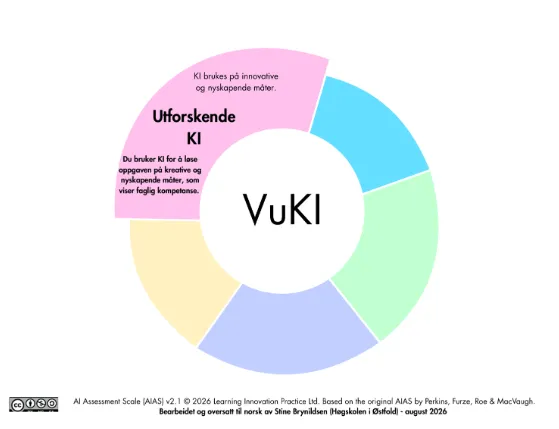 KI brukes på innovative
og nyskapende måter.
Utforskende
KI
Du bruker KI for å løse
oppgaven på kreative og
nyskapende måter, som
viser faglig kompetanse.
VuKI
AI Assessment Scale (AIAS) v2.1 © 2026 Learning Innovation Practice Ltd. Based on the original AIAS by Perkins, Furze, Roe & MacVaugh.
Bearbeidet og oversatt til norsk av Stine Brynildsen (Høgskolen i Østfold) - august 2026